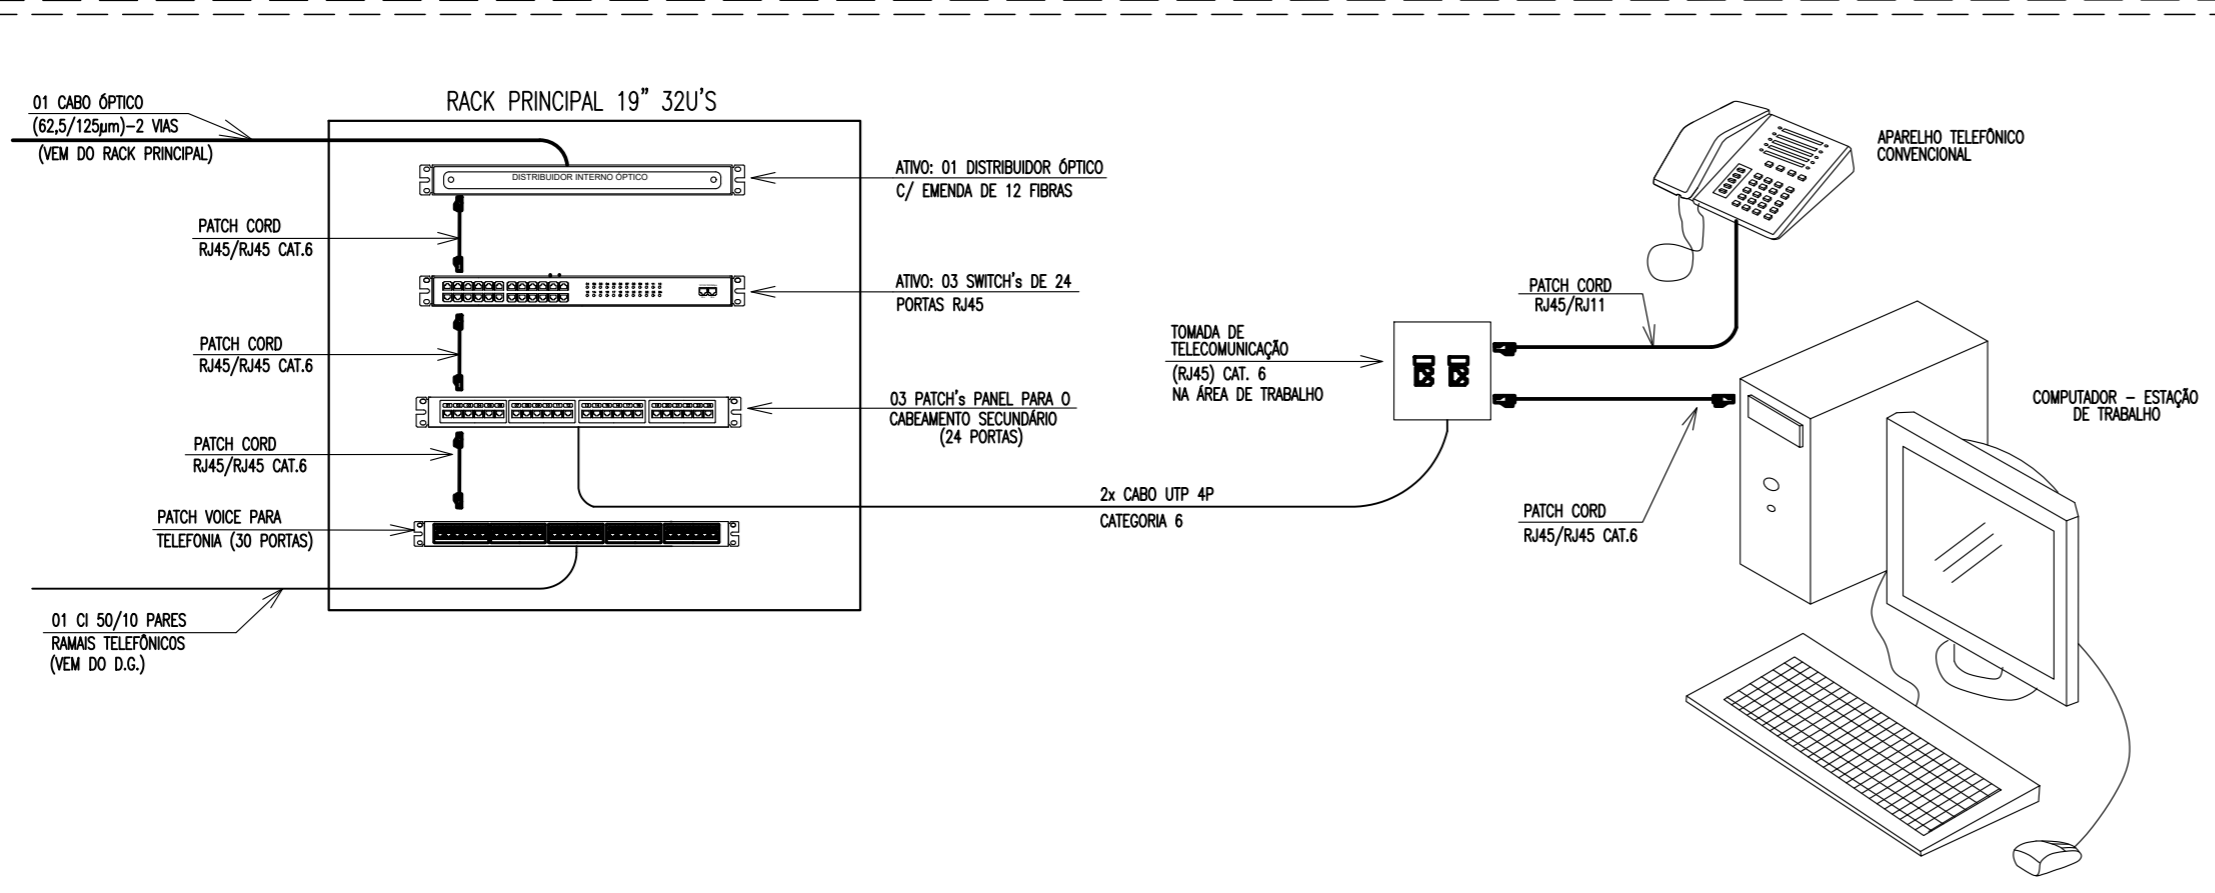 RACK PRINCIPAL 19" 32U'S
01 CABO ÓPTICO
(62,5/125µm)-2 VIAS
(VEM DO RACK PRINCIPAL)
DISTRIBUIDOR INTERNO ÓPTICO
ATIVO: 01 DISTRIBUIDOR ÓPTICO
C/ EMENDA DE 12 FIBRAS
PATCH CORD
RJ45/RJ45 CAT.6
ATIVO: 03 SWITCH's DE 24
PORTAS RJ45
PATCH CORD
RJ45/RJ45 CAT.6
03 PATCH's PANEL PARA O
CABEAMENTO SECUNDÁRIO
(24 PORTAS)
PATCH CORD
RJ45/RJ45 CAT.6
PATCH VOICE PARA
TELEFONIA (30 PORTAS)
01 CI 50/10 PARES
RAMAIS TELEFÔNICOS
(VEM DO D.G.)
2x CABO UTP 4P
CATEGORIA 6
TOMADA DE
TELECOMUNICAÇÃO
(RJ45) CAT. 6
NA ÁREA DE TRABALHO
PATCH CORD
RJ45/RJ11
APARELHO TELEFÔNICO
CONVENCIONAL
PATCH CORD
RJ45/RJ45 CAT.6
COMPUTADOR – ESTAÇÃO
DE TRABALHO